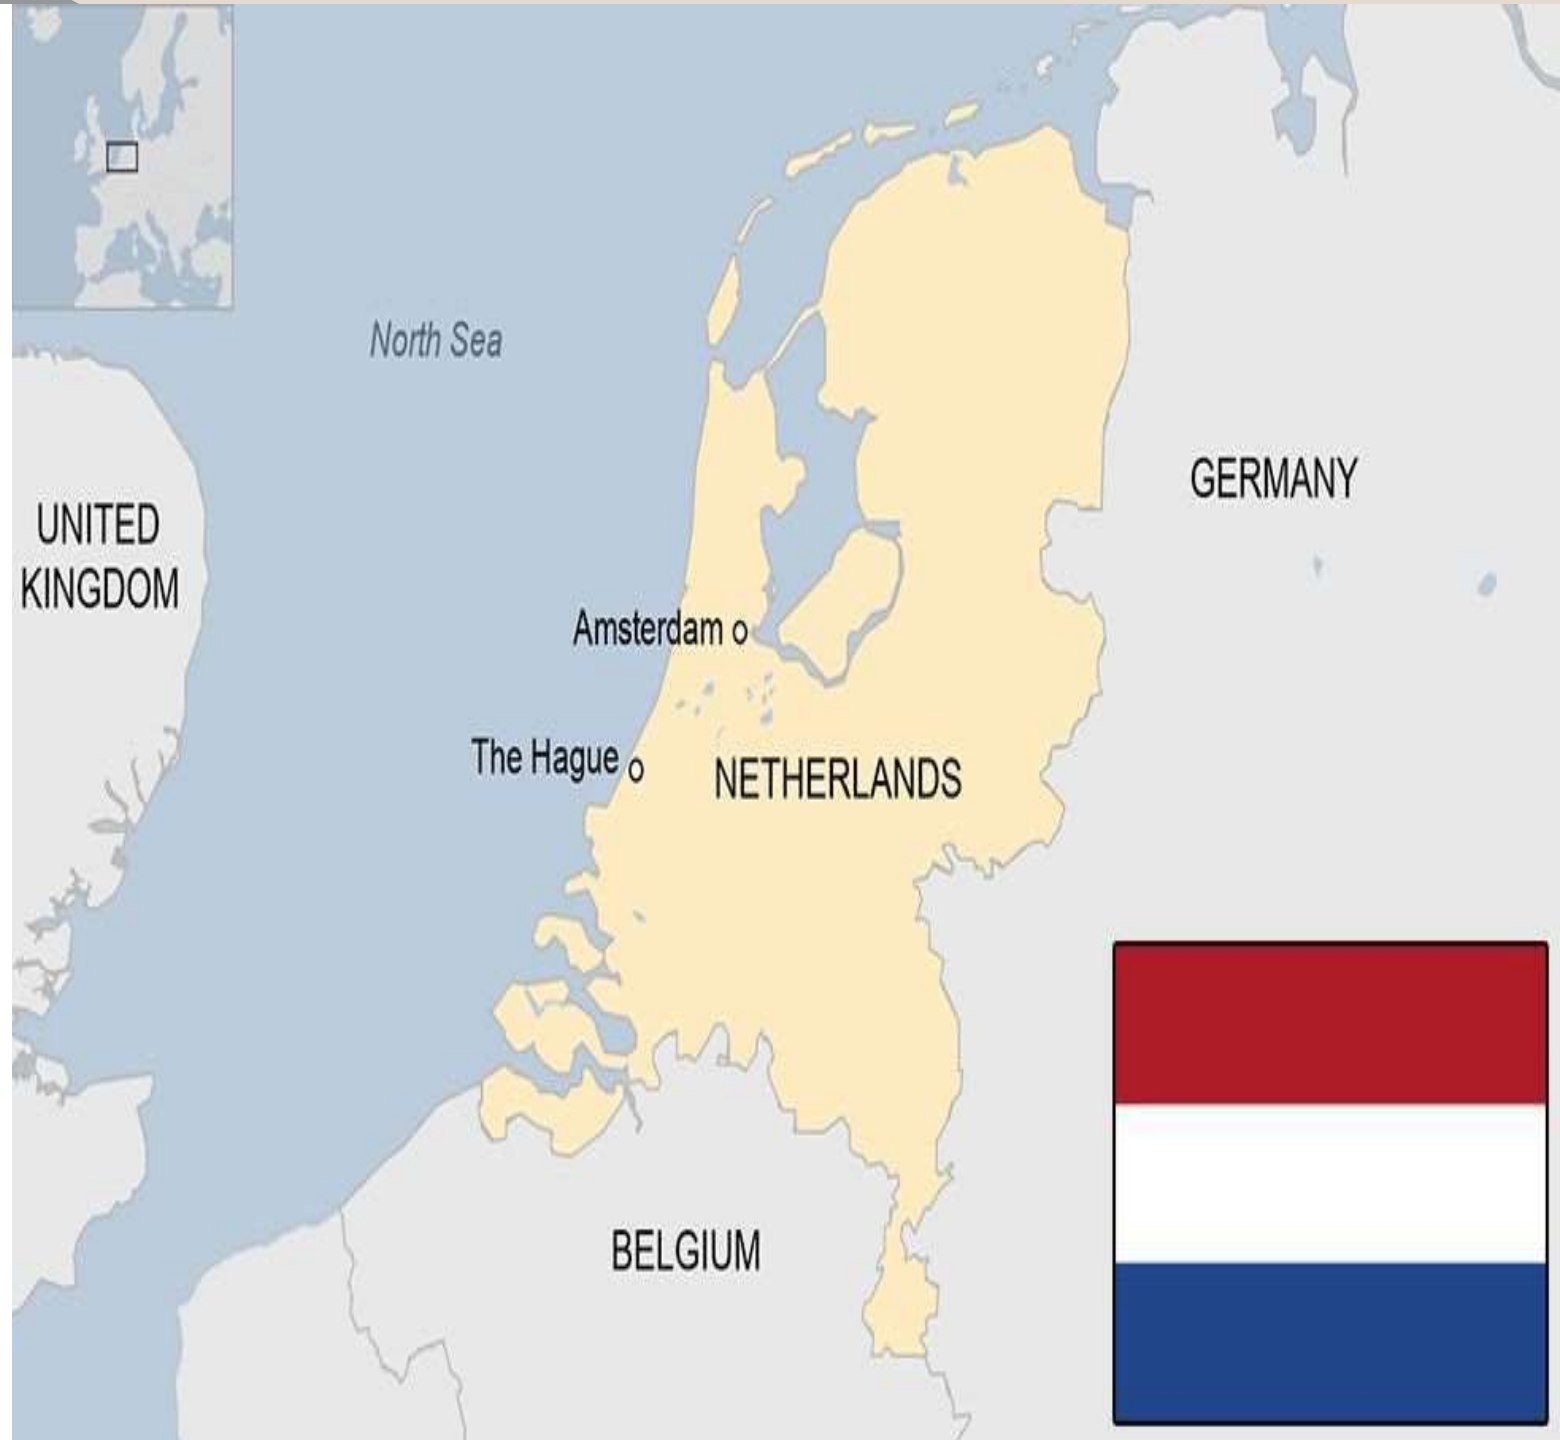 North Sea
GERMANY
UNITED
KINGDOM
Amsterdam
The Hague
NETHERLANDS
BELGIUM